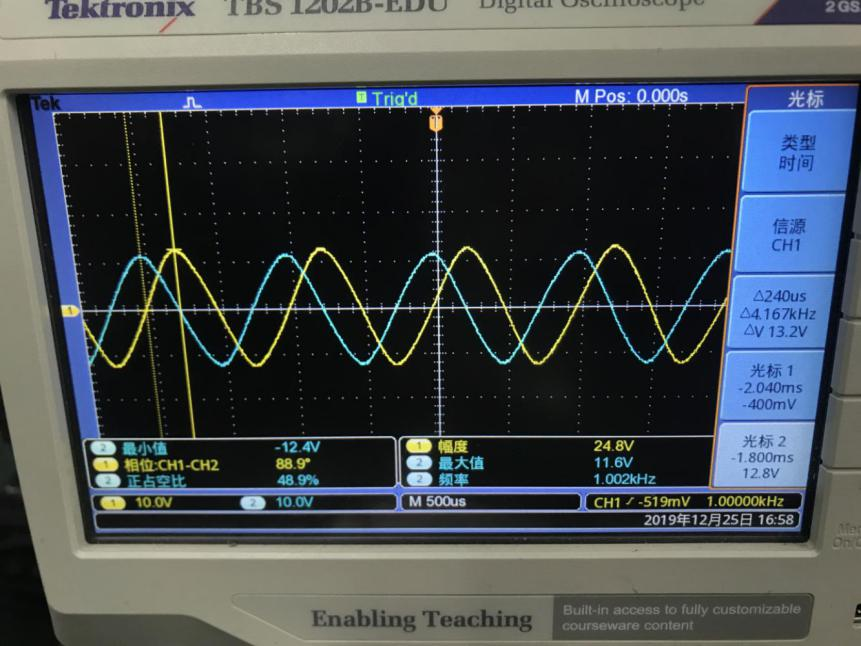 Tektronix TBS 1202B-EDU Digital Oscilloscope 2 GS
Tek Trig'd M Pos: 0.000s 光标
类型
时间
信源
CH1
△240us
△4.167kHz
△V 13.2V
光标 1
-2.040ms
-400mV
光标 2
-1.800ms
12.8V
T
1
2 最小值 -12.4V
1 相位:CH1-CH2 88.9°
2 正占空比 48.9%
1 幅度 24.8V
2 最大值 11.6V
2 频率 1.002kHz
1 10.0V 2 10.0V M 500us CH1 -519mV 1.00000kHz
2019年12月25日 16:58
Enabling Teaching
Built-in access to fully customizable
courseware content